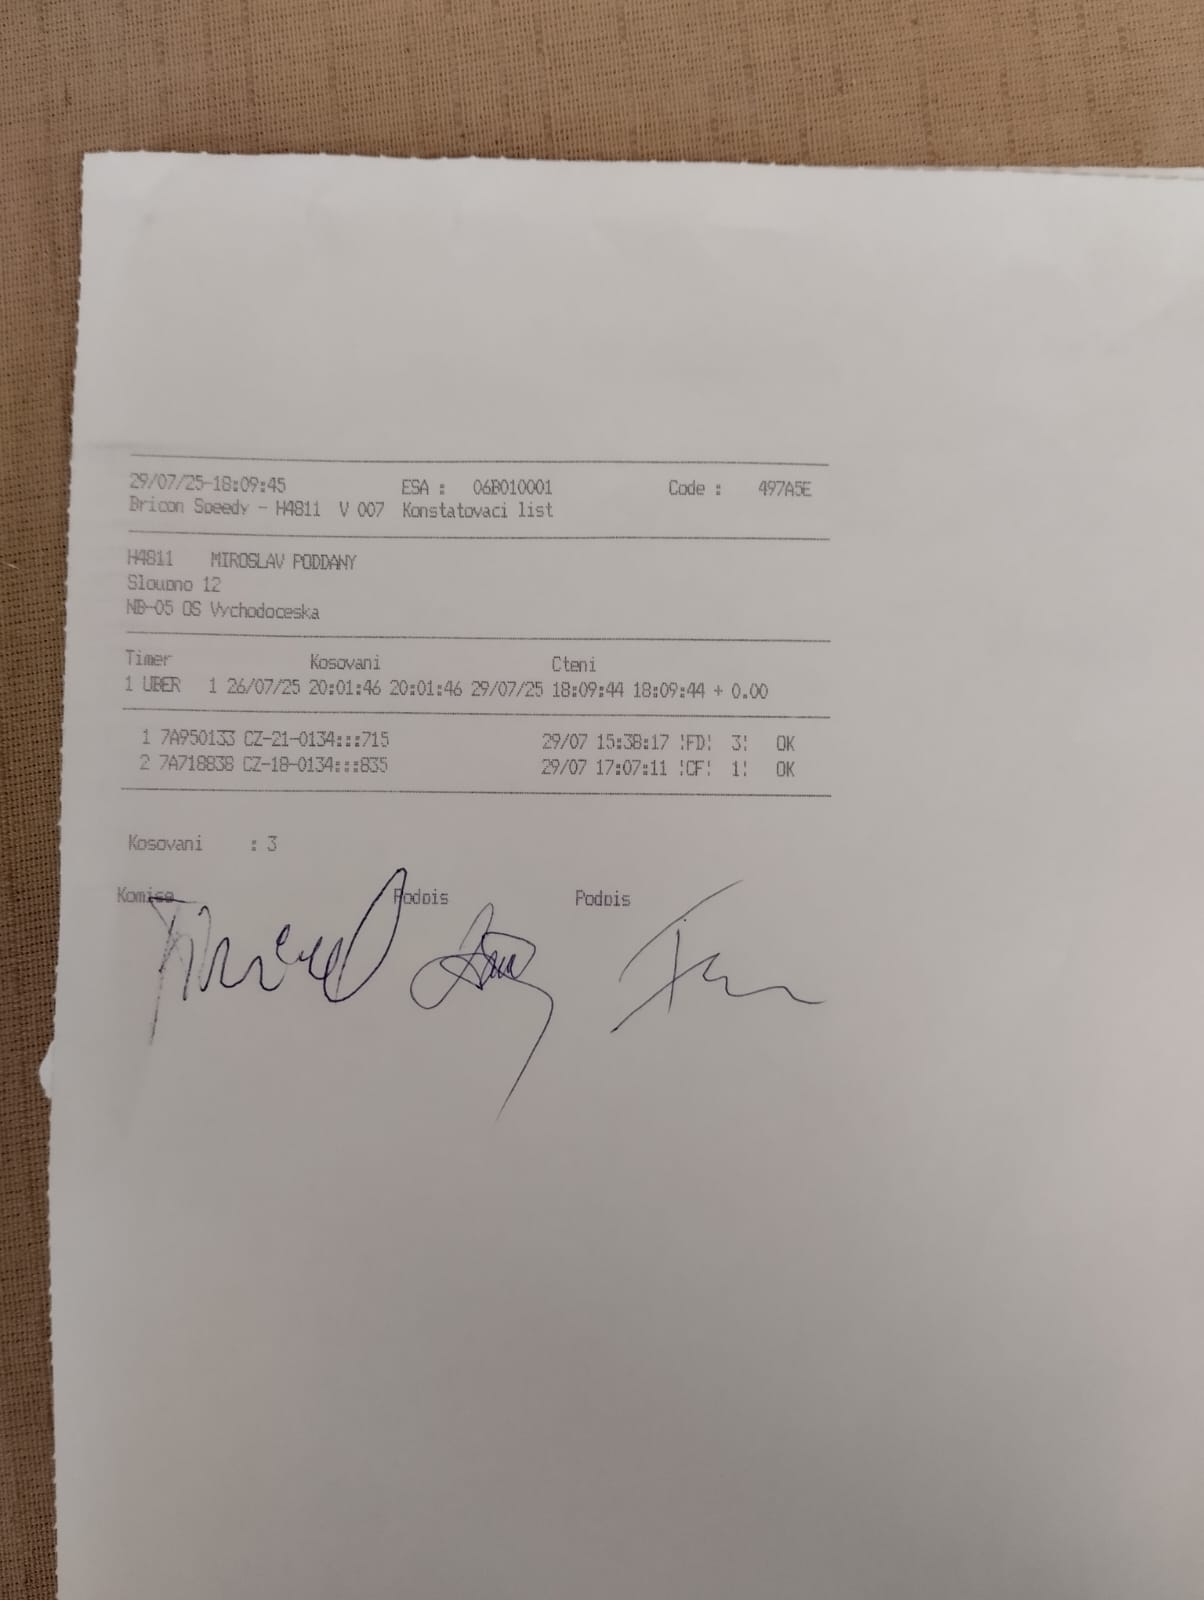 29/07/25-18:09:45 ESA : 06B010001 Code : 497A5E
Bricon Speedy - H4811 V 007 Konstatovaci list
H4811 MIROSLAV PODDANY
Sloupno 12
NB-05 OS Vychodoceska
Timer Kosovani Cteni
1 UBER 1 26/07/25 20:01:46 20:01:46 29/07/25 18:09:44 18:09:44 + 0.00
1 7A950133 CZ-21-0134:::715 29/07 15:38:17 ¦FD¦ 3¦ OK
2 7A718838 CZ-18-0134:::835 29/07 17:07:11 ¦CF¦ 1¦ OK
Kosovani : 3
Komise Podpis Podpis